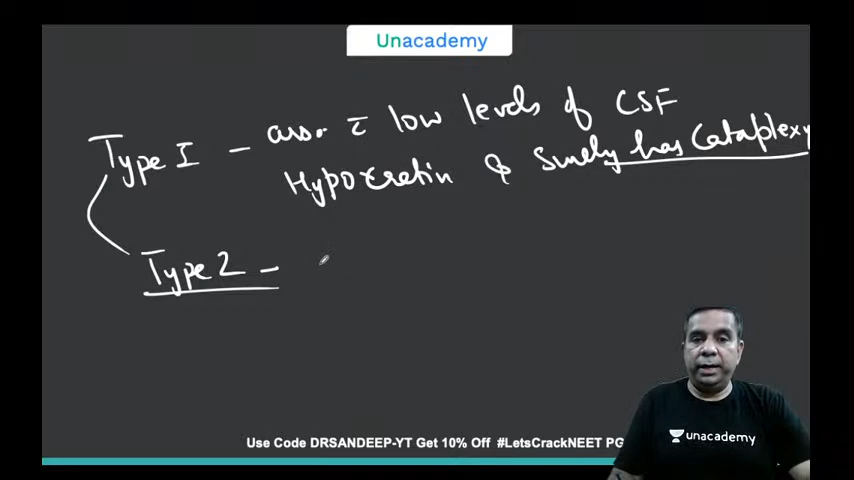 Unacademy
Type I - asso. c̄ low levels of CSF
Hypocretin & Surely has Cataplexy
Type 2 -
unacademy
Use Code DRSANDEEP-YT Get 10% Off #LetsCrackNEET PG